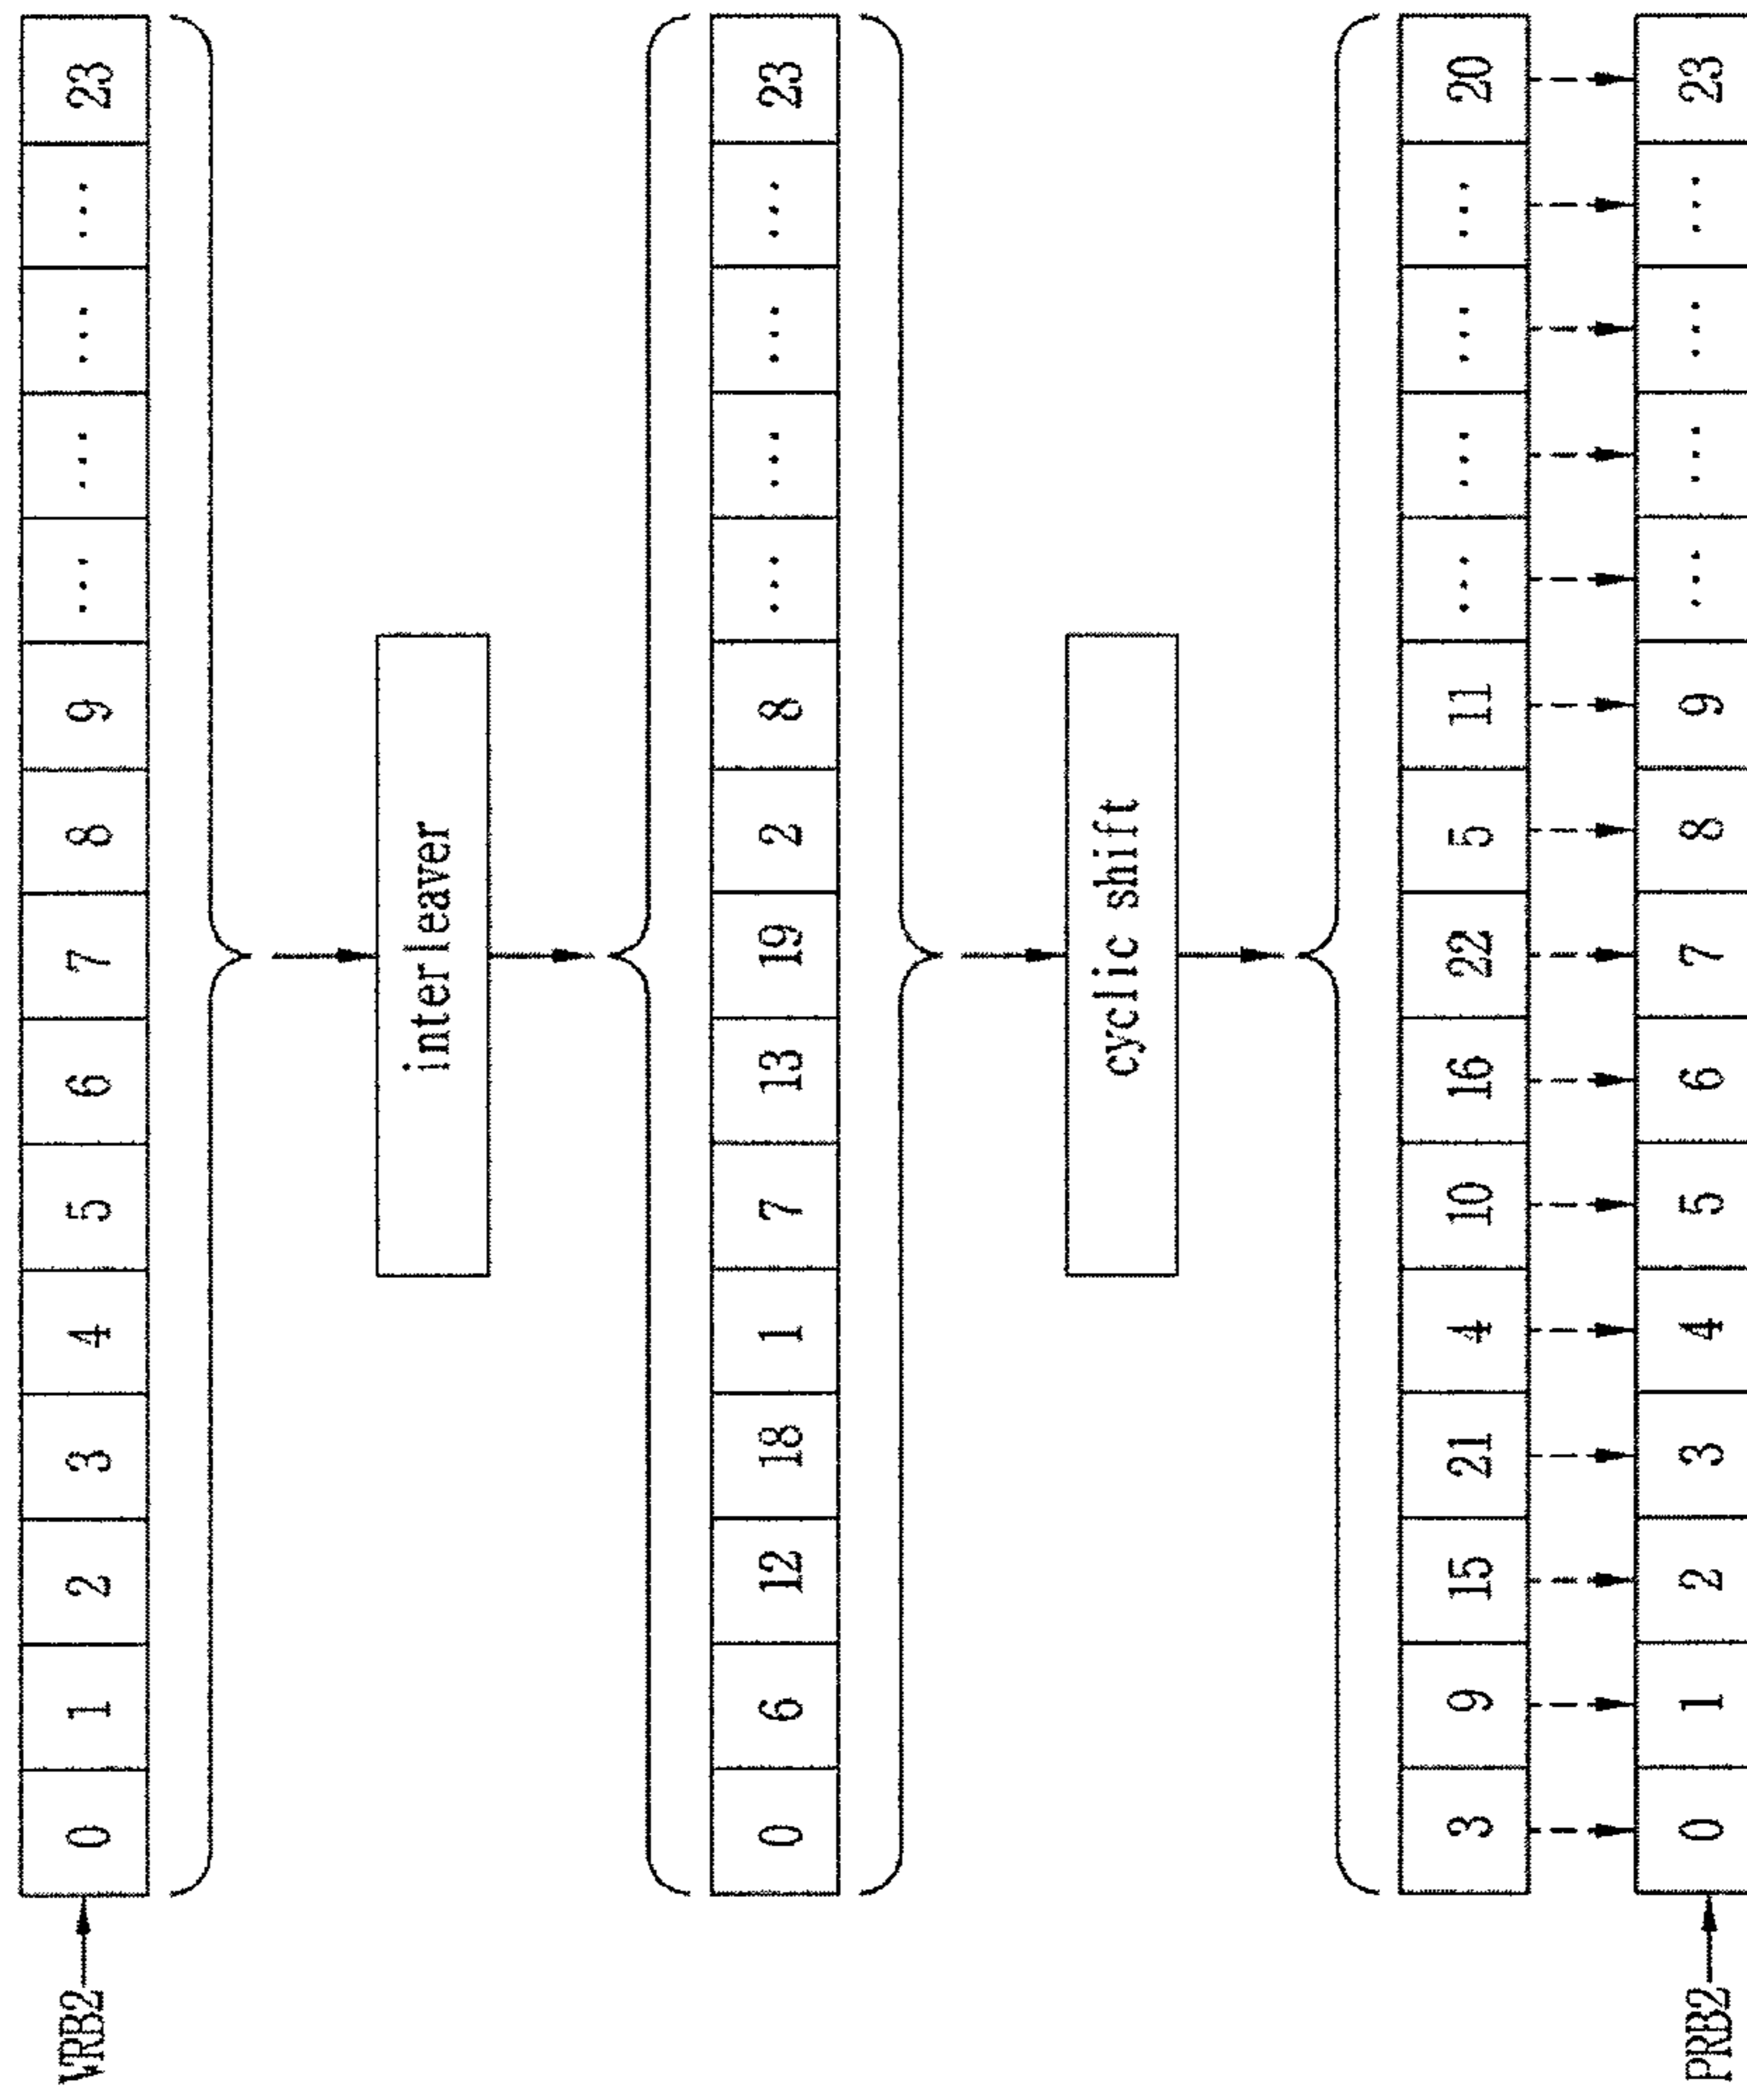 VRB2 0 1 2 3 4 5 6 7 8 9 ... ... ... ... 23
interleaver
0 6 12 18 1 7 13 19 2 8 ... ... ... ... 23
cyclic shift
3 9 15 21 4 10 16 22 5 11 ... ... ... ... 20
PRB2 0 1 2 3 4 5 6 7 8 9 ... ... ... ... 23